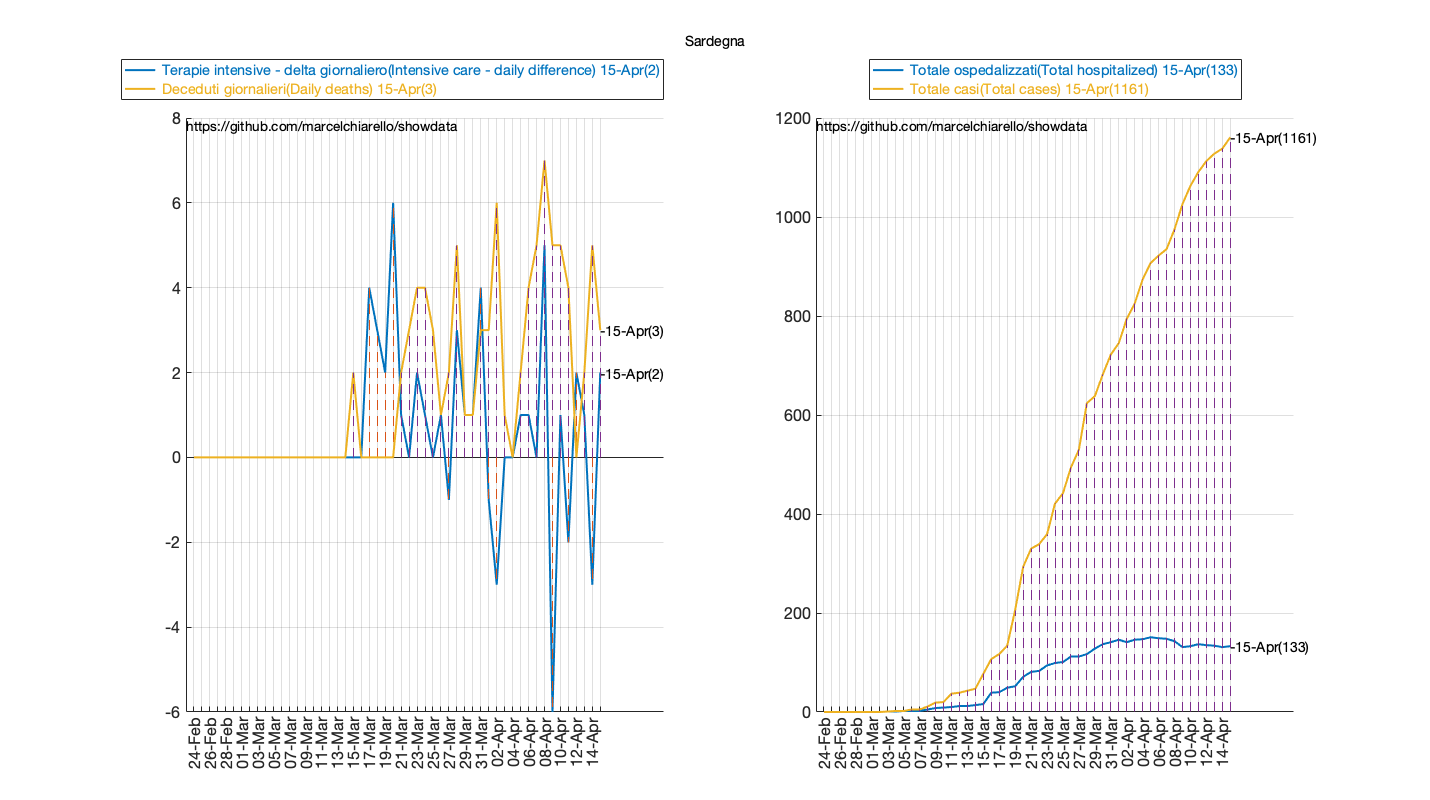 Sardegna
Terapie intensive - delta giornaliero(Intensive care - daily difference) 15-Apr(2)
Deceduti giornalieri(Daily deaths) 15-Apr(3)
https://github.com/marcelchiarello/showdata
8
6
4
2
0
-2
-4
-6
-15-Apr(3)
-15-Apr(2)
24-Feb
26-Feb
28-Feb
01-Mar
03-Mar
05-Mar
07-Mar
09-Mar
11-Mar
13-Mar
15-Mar
17-Mar
19-Mar
21-Mar
23-Mar
25-Mar
27-Mar
29-Mar
31-Mar
02-Apr
04-Apr
06-Apr
08-Apr
10-Apr
12-Apr
14-Apr
Totale ospedalizzati(Total hospitalized) 15-Apr(133)
Totale casi(Total cases) 15-Apr(1161)
https://github.com/marcelchiarello/showdata
1200
1000
800
600
400
200
0
-15-Apr(1161)
-15-Apr(133)
24-Feb
26-Feb
28-Feb
01-Mar
03-Mar
05-Mar
07-Mar
09-Mar
11-Mar
13-Mar
15-Mar
17-Mar
19-Mar
21-Mar
23-Mar
25-Mar
27-Mar
29-Mar
31-Mar
02-Apr
04-Apr
06-Apr
08-Apr
10-Apr
12-Apr
14-Apr